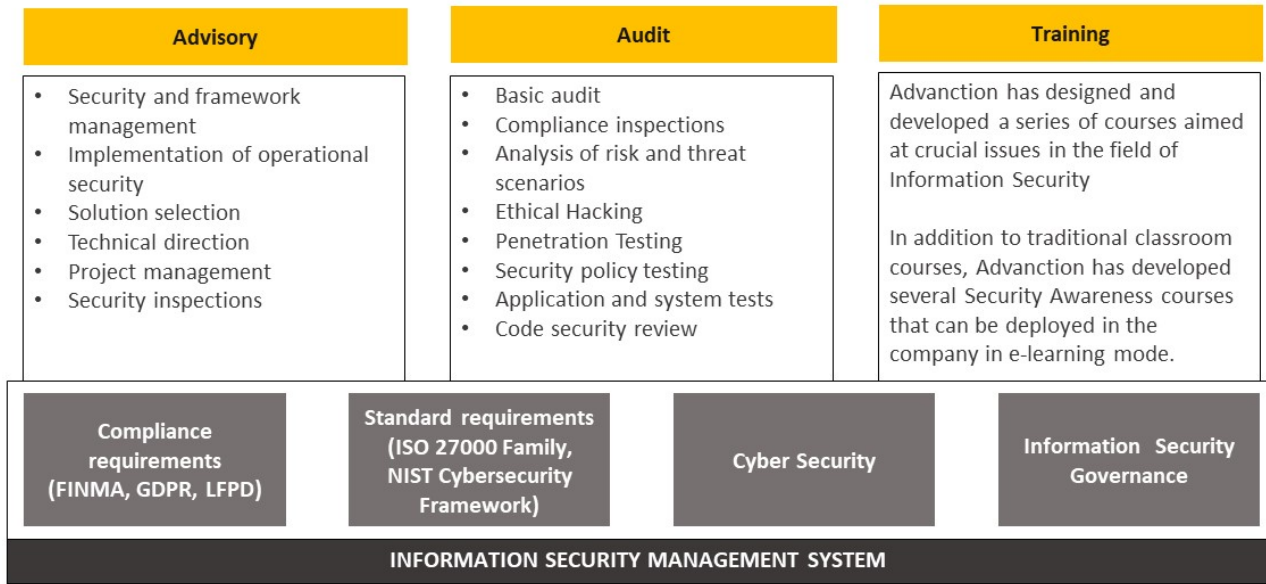 Advisory
• Security and framework
management
• Implementation of operational
security
• Solution selection
• Technical direction
• Project management
• Security inspections
Audit
• Basic audit
• Compliance inspections
• Analysis of risk and threat
scenarios
• Ethical Hacking
• Penetration Testing
• Security policy testing
• Application and system tests
• Code security review
Training
Advanction has designed and
developed a series of courses aimed
at crucial issues in the field of
Information Security
In addition to traditional classroom
courses, Advanction has developed
several Security Awareness courses
that can be deployed in the
company in e-learning mode.
Compliance
requirements
(FINMA, GDPR, LFPD)
Standard requirements
(ISO 27000 Family,
NIST Cybersecurity
Framework)
Cyber Security
Information Security
Governance
INFORMATION SECURITY MANAGEMENT SYSTEM